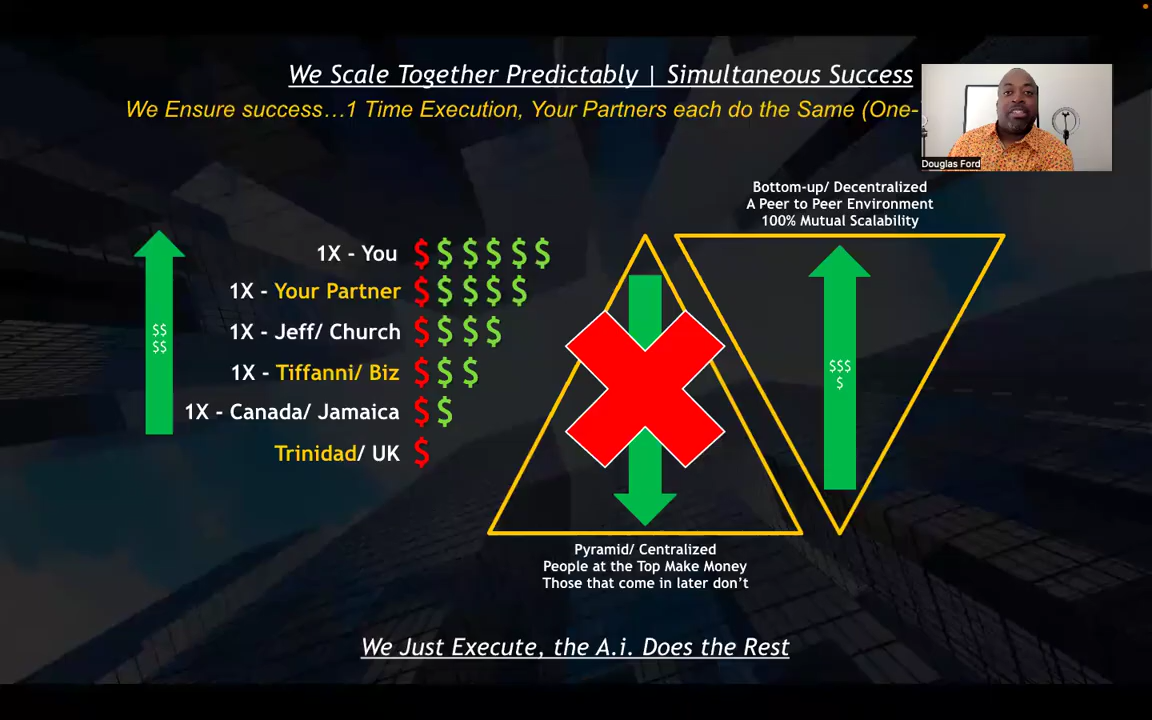 We Scale Together Predictably | Simultaneous Success
We Ensure success…1 Time Execution, Your Partners each do the Same (One-
Douglas Ford
Bottom-up/ Decentralized
A Peer to Peer Environment
100% Mutual Scalability
$$
$$
1X - You $ $ $ $ $ $
1X - Your Partner $ $ $ $ $
1X - Jeff/ Church $ $ $ $
1X - Tiffanni/ Biz $ $ $
1X - Canada/ Jamaica $ $
Trinidad/ UK $
$$$
$
Pyramid/ Centralized
People at the Top Make Money
Those that come in later don't
We Just Execute, the A.i. Does the Rest